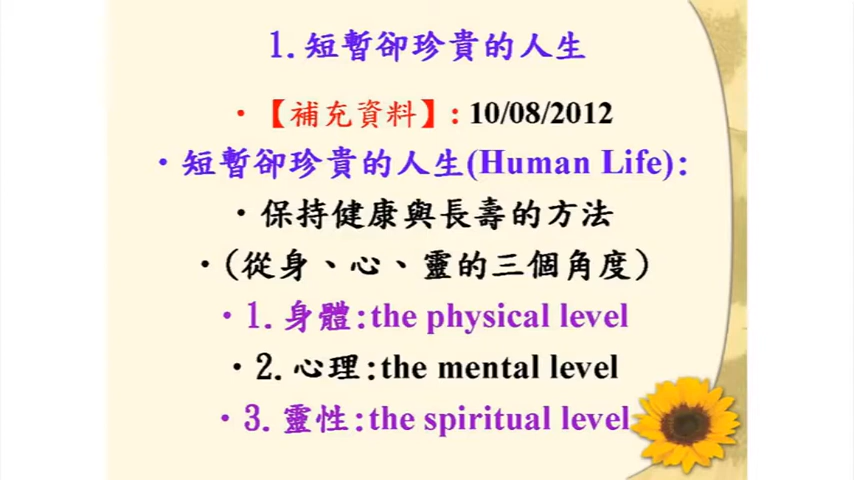 1.短暫卻珍貴的人生
•【補充資料】: 10/08/2012
•短暫卻珍貴的人生(Human Life):
•保持健康與長壽的方法
•(從身、心、靈的三個角度)
•1.身體:the physical level
•2.心理:the mental level
•3.靈性:the spiritual level